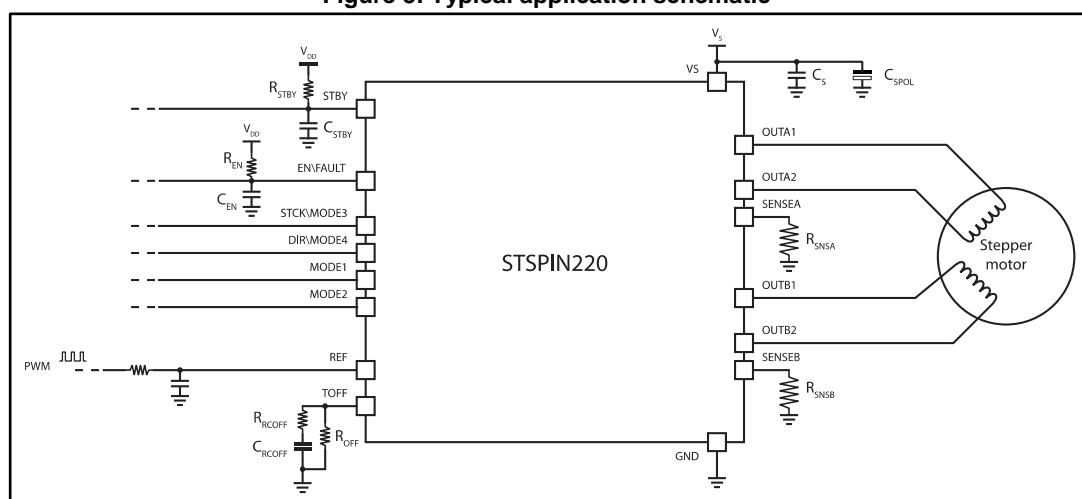 Figure 5. Typical application schematic
VDD
RSTBY
STBY
CSTBY
VDD
REN
EN\FAULT
CEN
STCK\MODE3
DIR\MODE4
MODE1
MODE2
PWM
REF
TOFF
RRCOFF
CRCOFF
ROFF
STSPIN220
VS
VS
CS
CSPOL
OUTA1
OUTA2
SENSEA
RSNSA
OUTB1
OUTB2
SENSEB
RSNSB
GND
Stepper
motor